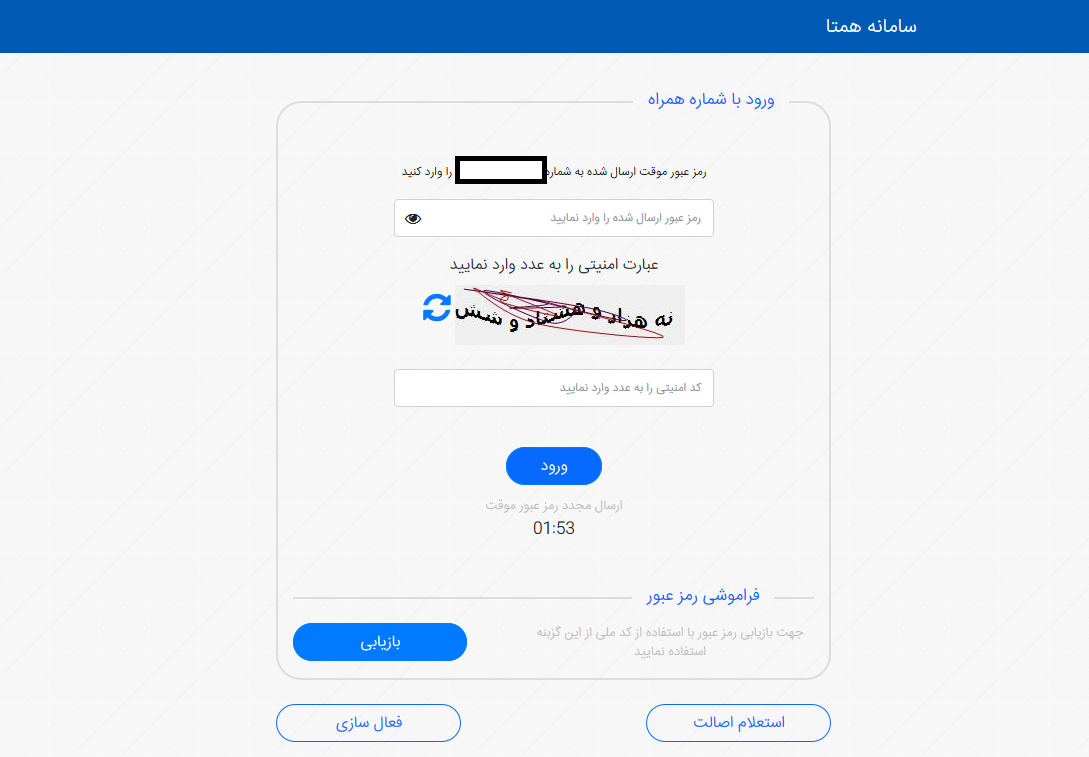 سامانه همتا
ورود با شماره همراه
رمز عبور موقت ارسال شده به شماره را وارد کنید
رمز عبور ارسال شده را وارد نمایید
عبارت امنیتی را به عدد وارد نمایید
نه هزار و هشتاد و شش
کد امنیتی را به عدد وارد نمایید
ورود
ارسال مجدد رمز عبور موقت
01:53
فراموشی رمز عبور
جهت بازیابی رمز عبور با استفاده از کد ملی از این گزبنه
استفاده نمایید
بازیابی
استعلام اصالت
فعال سازی